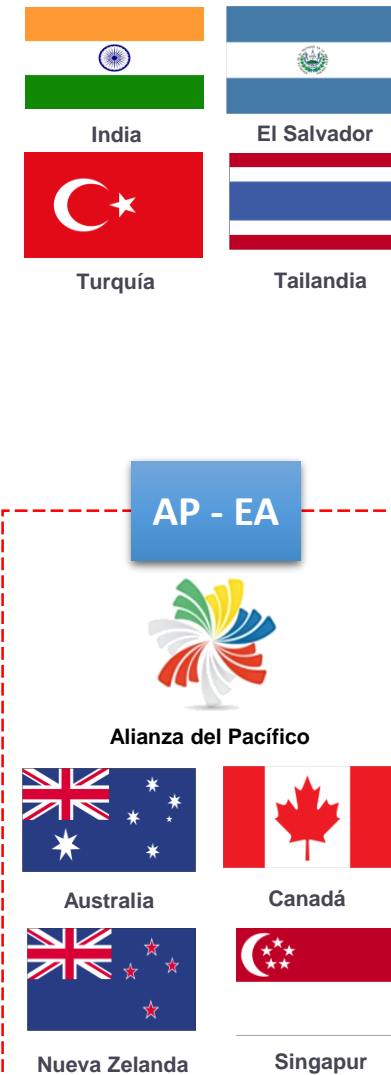 India El Salvador
Turquía Tailandia
AP - EA
Alianza del Pacífico
Australia Canadá
Nueva Zelanda Singapur